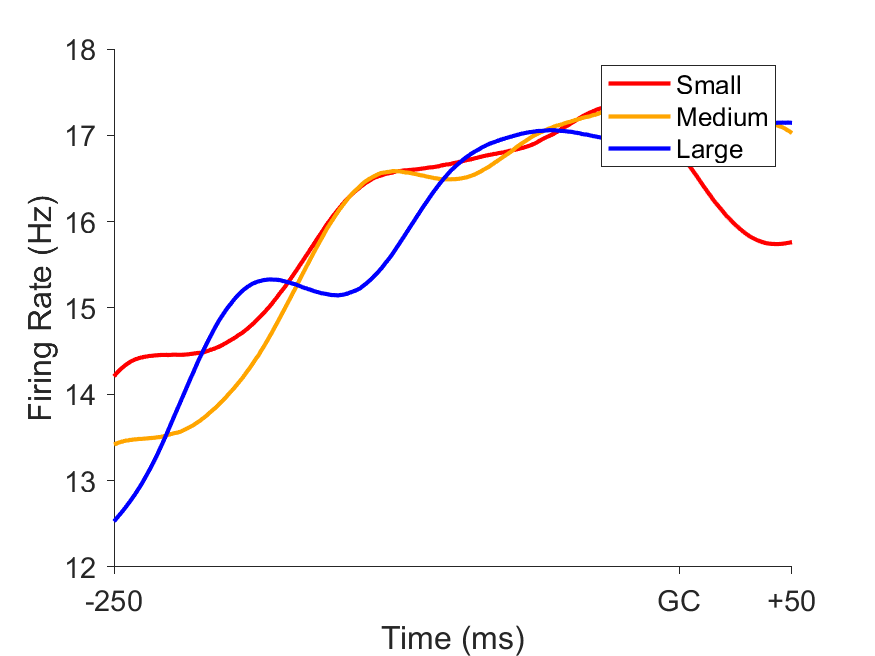 18
17
16
15
14
13
12
Firing Rate (Hz)
Small
Medium
Large
-250
GC
+50
Time (ms)